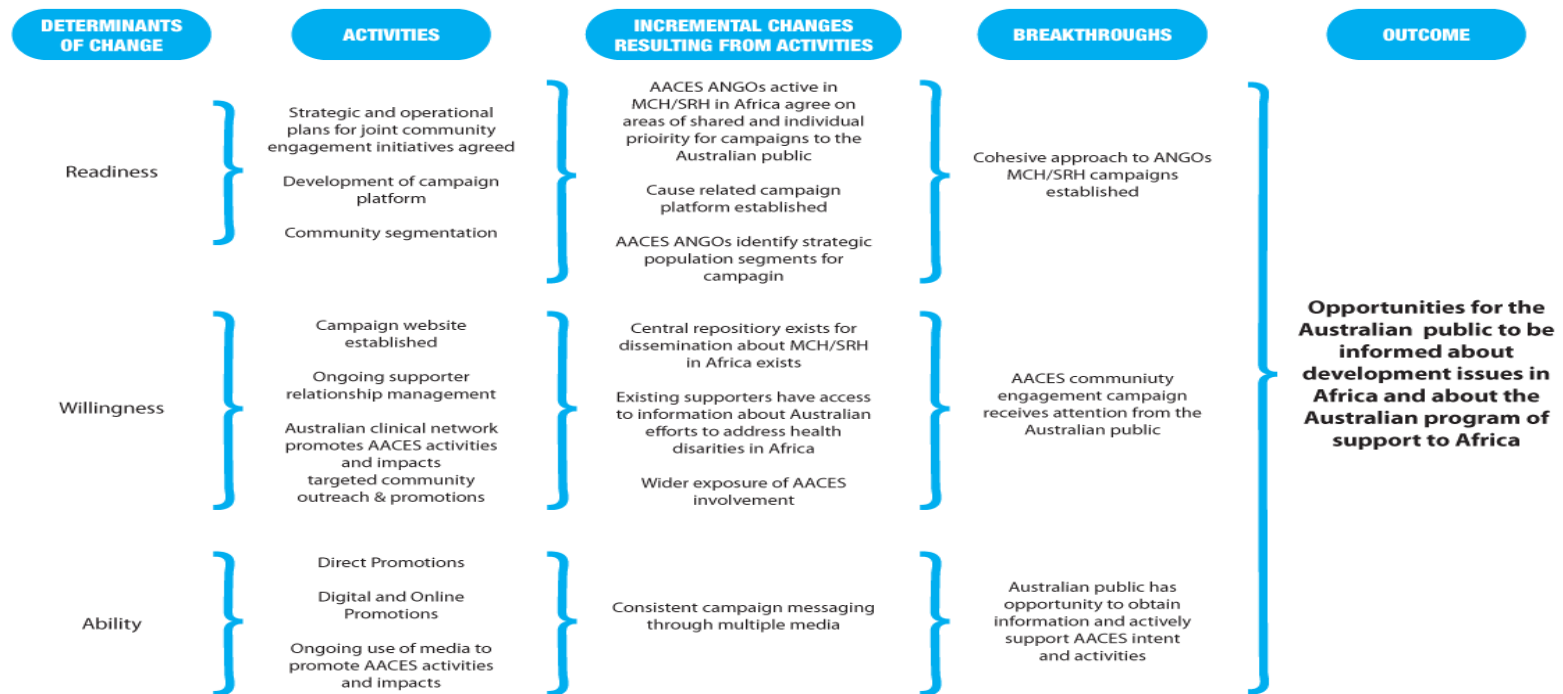 DETERMINANTS
OF CHANGE
ACTIVITIES
INCREMENTAL CHANGES
RESULTING FROM ACTIVITIES
BREAKTHROUGHS
OUTCOME
Readiness
Strategic and operational
plans for joint community
engagement initiatives agreed
Development of campaign
platform
Community segmentation
AACES ANGOs active in
MCH/SRH in Africa agree on
areas of shared and individual
prioirity for campaigns to the
Australian public
Cause related campaign
platform established
AACES ANGOs identify strategic
population segments for
campagin
Cohesive approach to ANGOs
MCH/SRH campaigns
established
Willingness
Campaign website
established
Ongoing supporter
relationship management
Australian clinical network
promotes AACES activities
and impacts
targeted community
outreach & promotions
Central repositiory exists for
dissemination about MCH/SRH
in Africa exists
Existing supporters have access
to information about Australian
efforts to address health
disarities in Africa
Wider exposure of AACES
involvement
AACES communiuty
engagement campaign
receives attention from the
Australian public
Ability
Direct Promotions
Digital and Online
Promotions
Ongoing use of media to
promote AACES activities
and impacts
Consistent campaign messaging
through multiple media
Australian public has
opportunity to obtain
information and actively
support AACES intent
and activities
Opportunities for the
Australian public to be
informed about
development issues in
Africa and about the
Australian program of
support to Africa